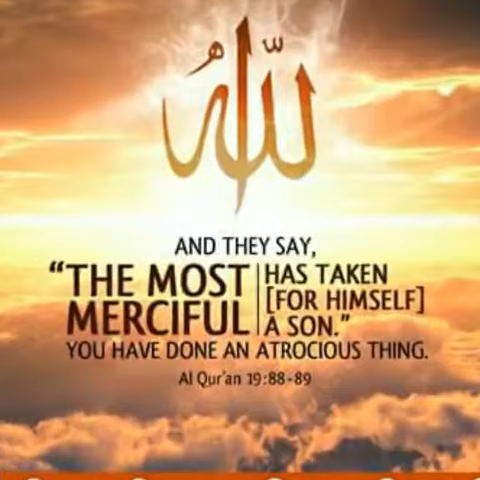 الله
AND THEY SAY,
“THE MOST MERCIFUL
HAS TAKEN
[FOR HIMSELF]
A SON.”
YOU HAVE DONE AN ATROCIOUS THING.
Al Qur'an 19:88-89